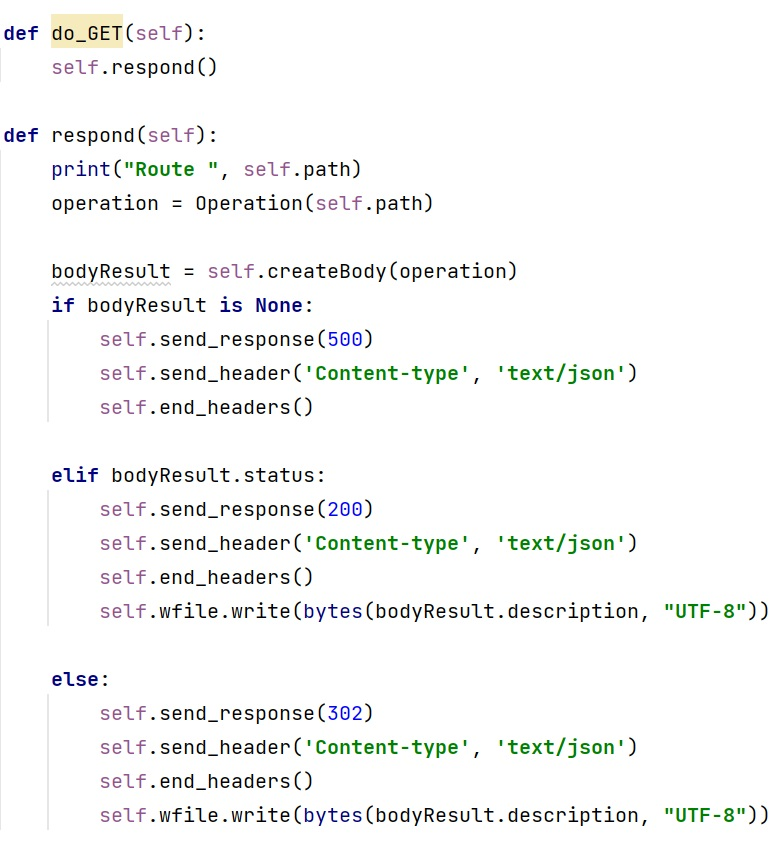 def do_GET(self):
    self.respond()

def respond(self):
    print("Route ", self.path)
    operation = Operation(self.path)

    bodyResult = self.createBody(operation)
    if bodyResult is None:
        self.send_response(500)
        self.send_header('Content-type', 'text/json')
        self.end_headers()

    elif bodyResult.status:
        self.send_response(200)
        self.send_header('Content-type', 'text/json')
        self.end_headers()
        self.wfile.write(bytes(bodyResult.description, "UTF-8"))

    else:
        self.send_response(302)
        self.send_header('Content-type', 'text/json')
        self.end_headers()
        self.wfile.write(bytes(bodyResult.description, "UTF-8"))